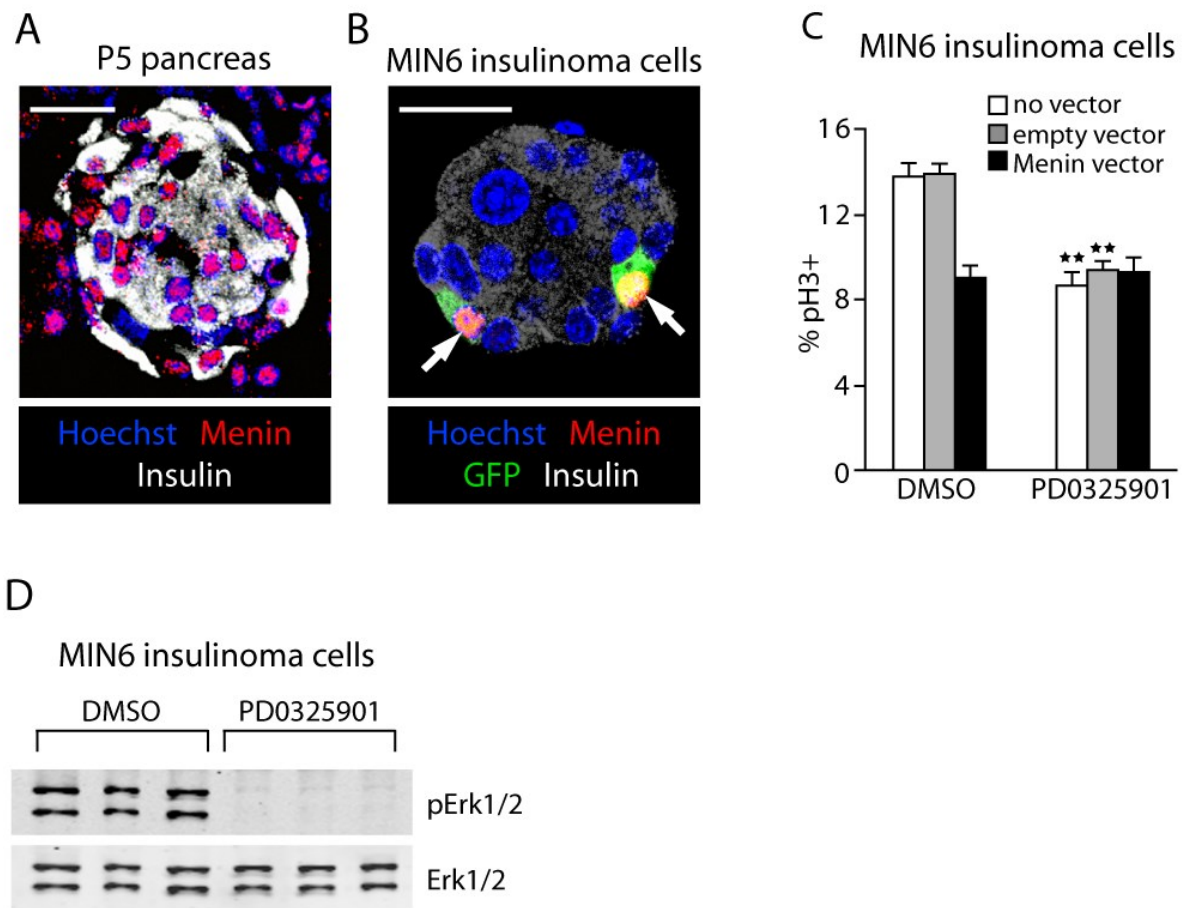 A
P5 pancreas
Hoechst Menin
Insulin
B
MIN6 insulinoma cells
Hoechst Menin
GFP Insulin
C
MIN6 insulinoma cells
no vector
empty vector
Menin vector
% pH3+
16
12
8
4
0
★★
★★
DMSO
PD0325901
D
MIN6 insulinoma cells
DMSO
PD0325901
pErk1/2
Erk1/2